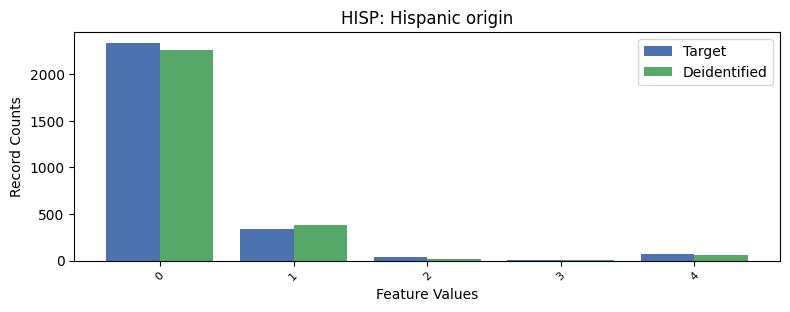 HISP: Hispanic origin
Target
Deidentified
Record Counts
2000
1500
1000
500
0
0 1 2 3 4
Feature Values